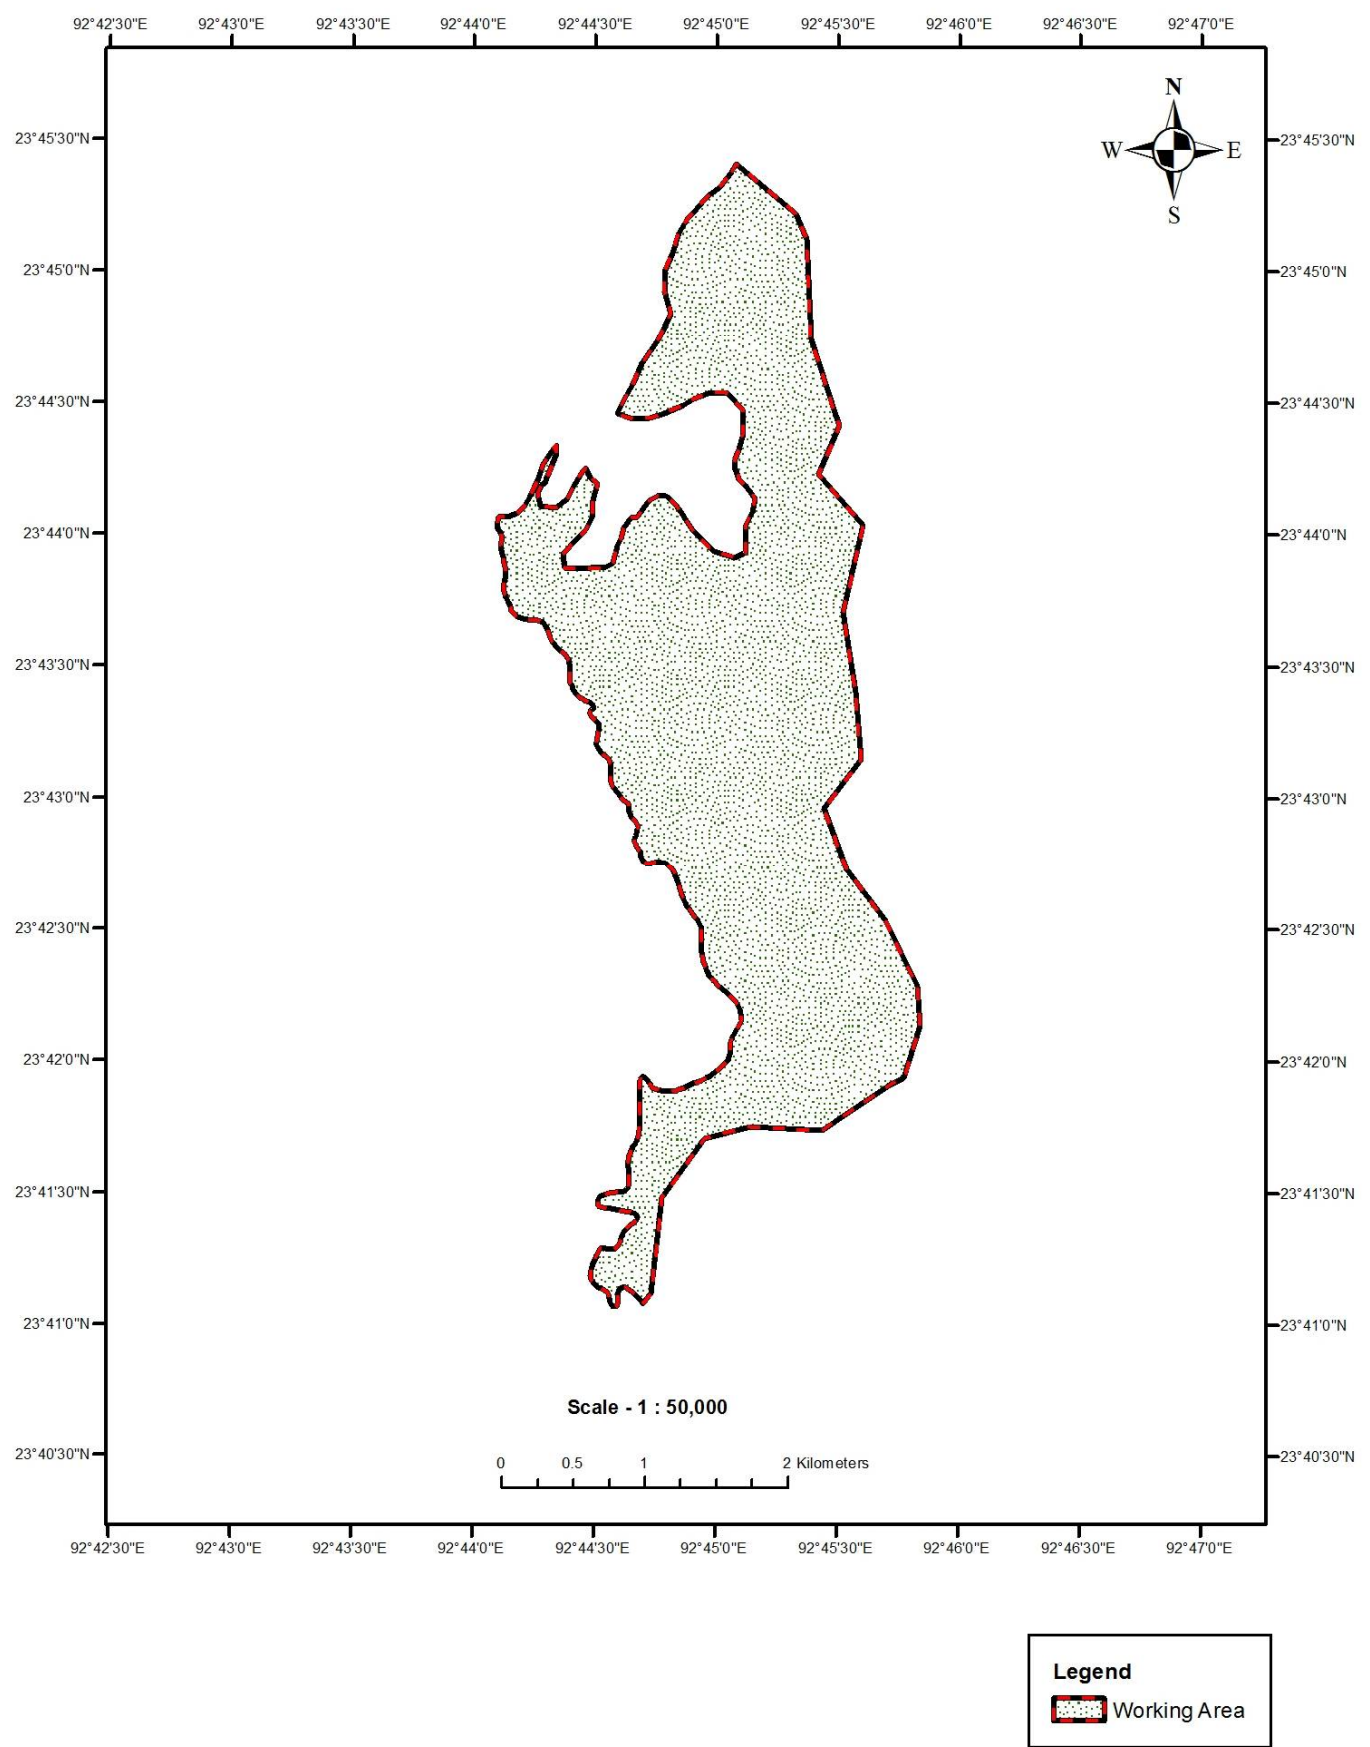 92°42'30"E 92°43'0"E 92°43'30"E 92°44'0"E 92°44'30"E 92°45'0"E 92°45'30"E 92°46'0"E 92°46'30"E 92°47'0"E
N
W E
S
23°45'30"N 23°45'30"N
23°45'0"N 23°45'0"N
23°44'30"N 23°44'30"N
23°44'0"N 23°44'0"N
23°43'30"N 23°43'30"N
23°43'0"N 23°43'0"N
23°42'30"N 23°42'30"N
23°42'0"N 23°42'0"N
23°41'30"N 23°41'30"N
23°41'0"N 23°41'0"N
Scale - 1 : 50,000
23°40'30"N 23°40'30"N
0 0.5 1 2 Kilometers
92°42'30"E 92°43'0"E 92°43'30"E 92°44'0"E 92°44'30"E 92°45'0"E 92°45'30"E 92°46'0"E 92°46'30"E 92°47'0"E
Legend
Working Area